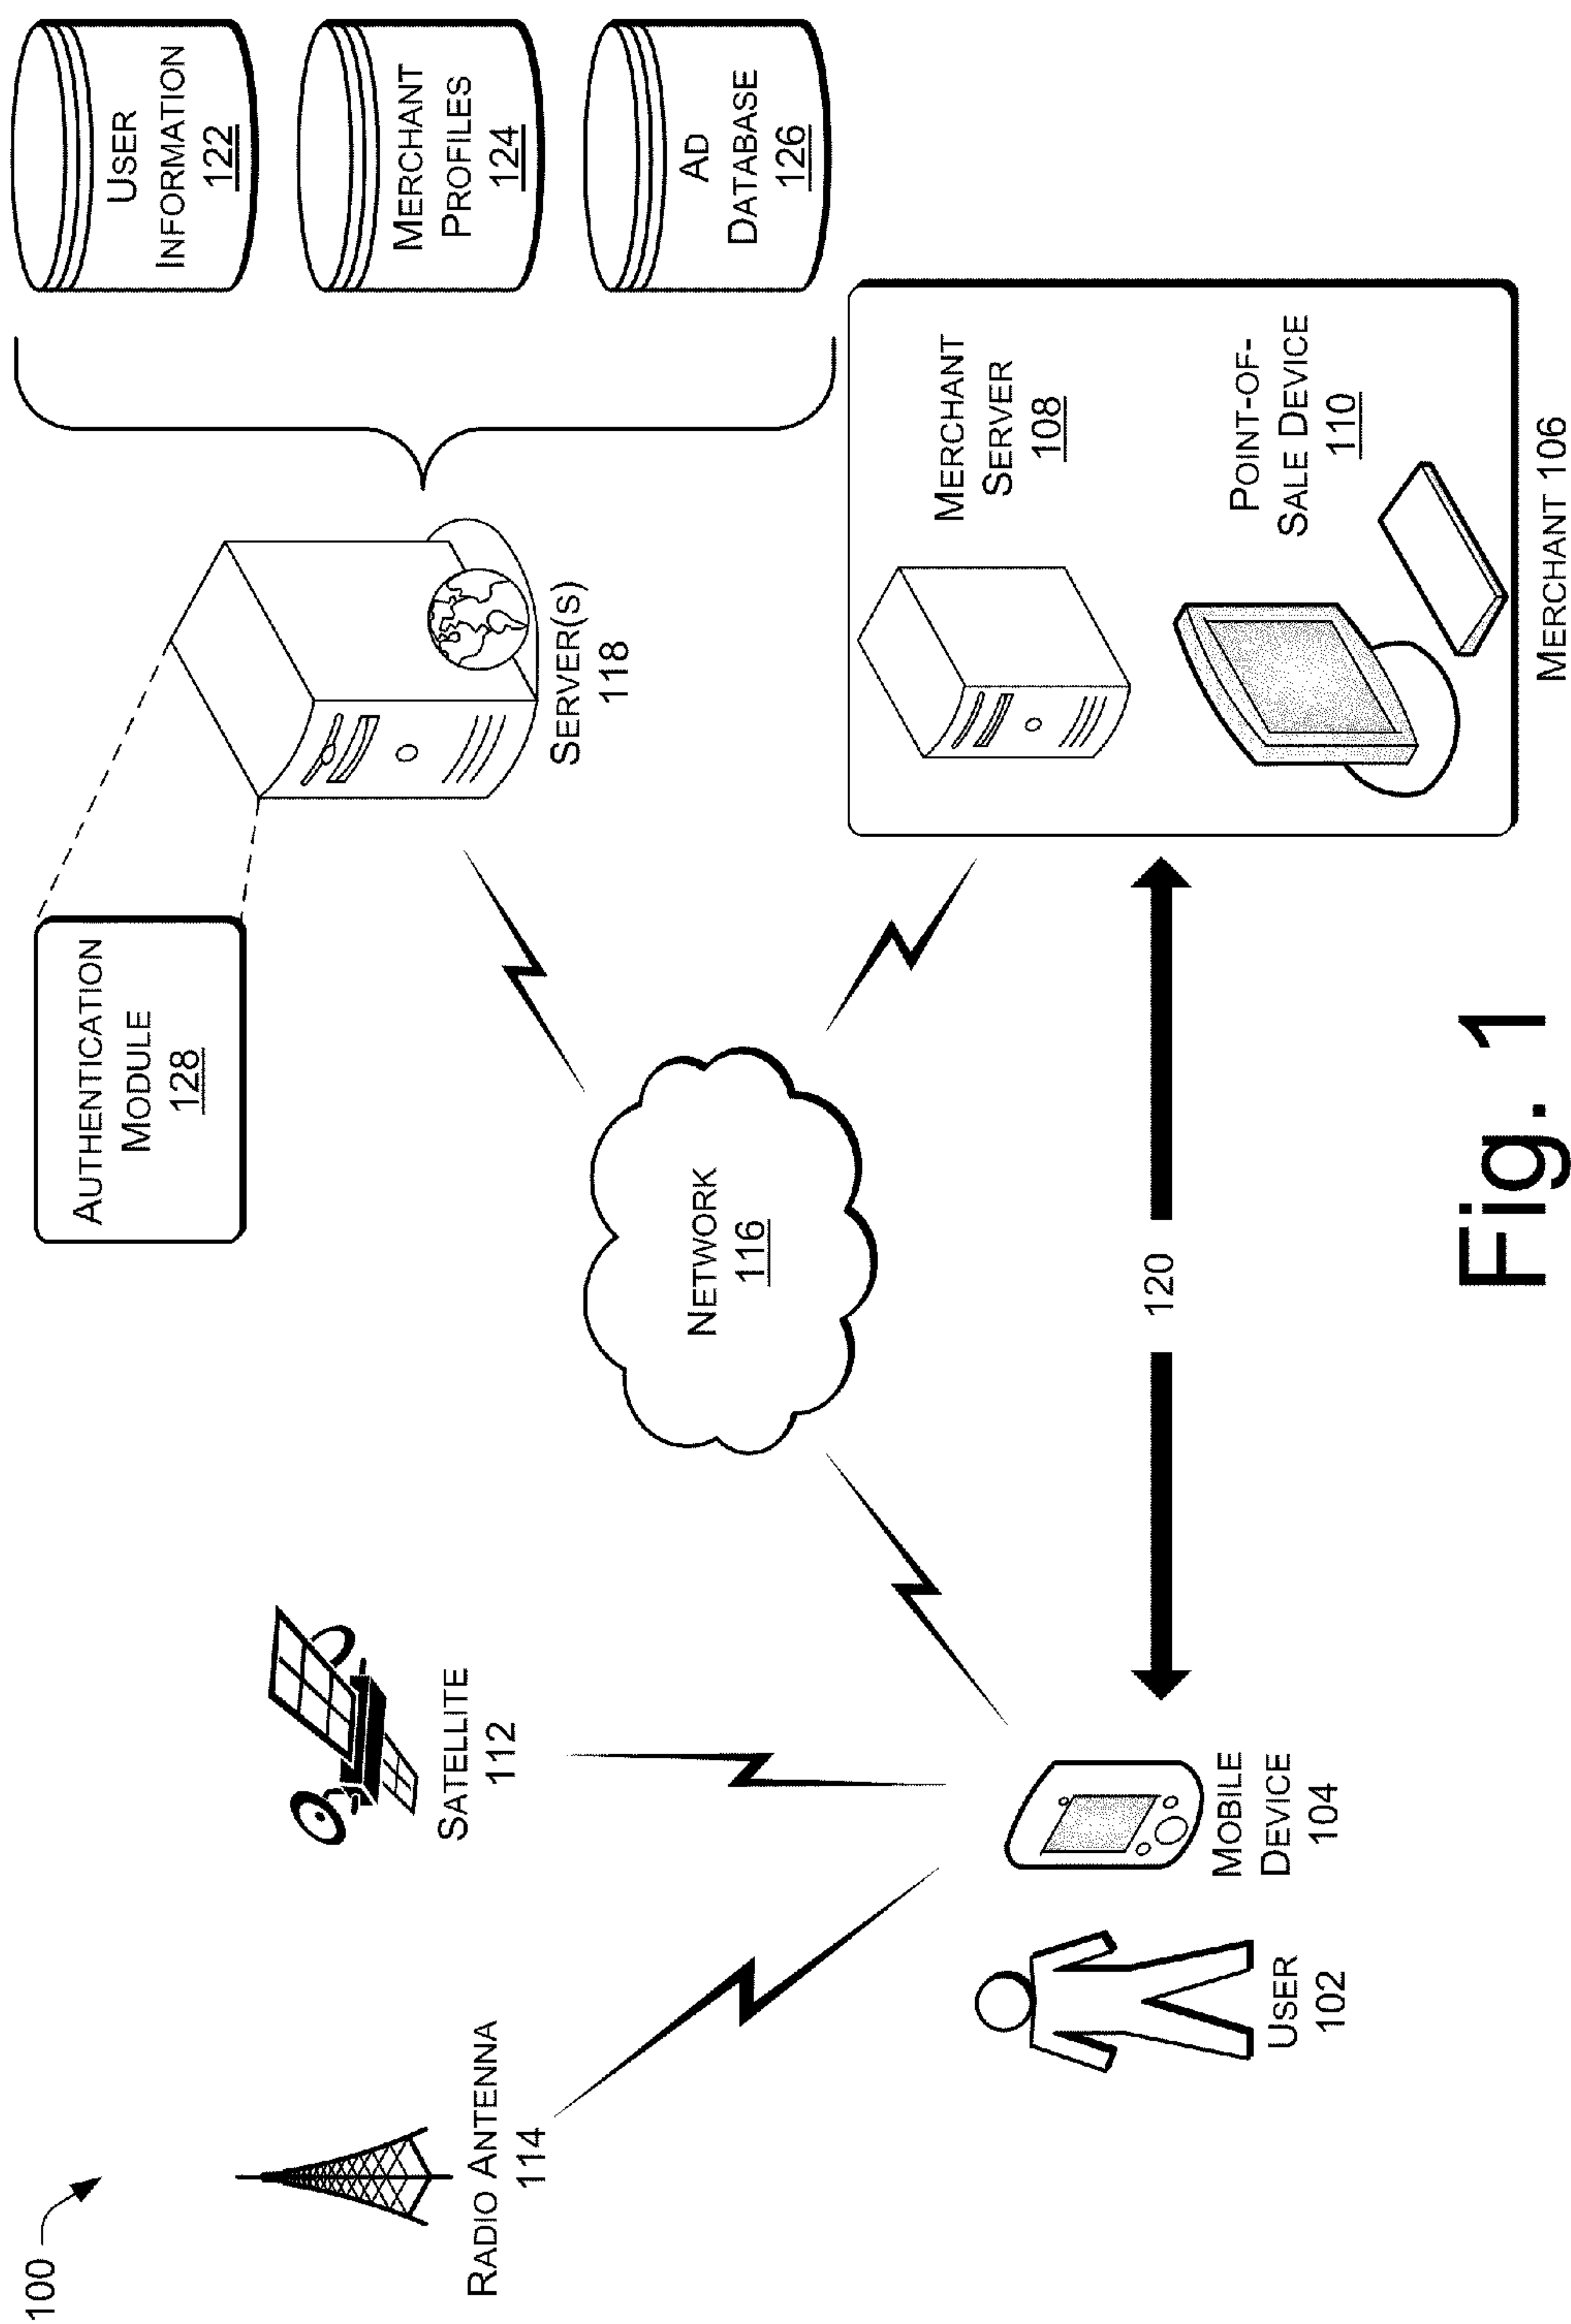 100
RADIO ANTENNA
114
SATELLITE
112
AUTHENTICATION
MODULE
128
USER
INFORMATION
122
MERCHANT
PROFILES
124
AD
DATABASE
126
SERVER(S)
118
NETWORK
116
USER
102
MOBILE
DEVICE
104
120
MERCHANT
SERVER
108
POINT-OF-
SALE DEVICE
110
MERCHANT 106
Fig. 1